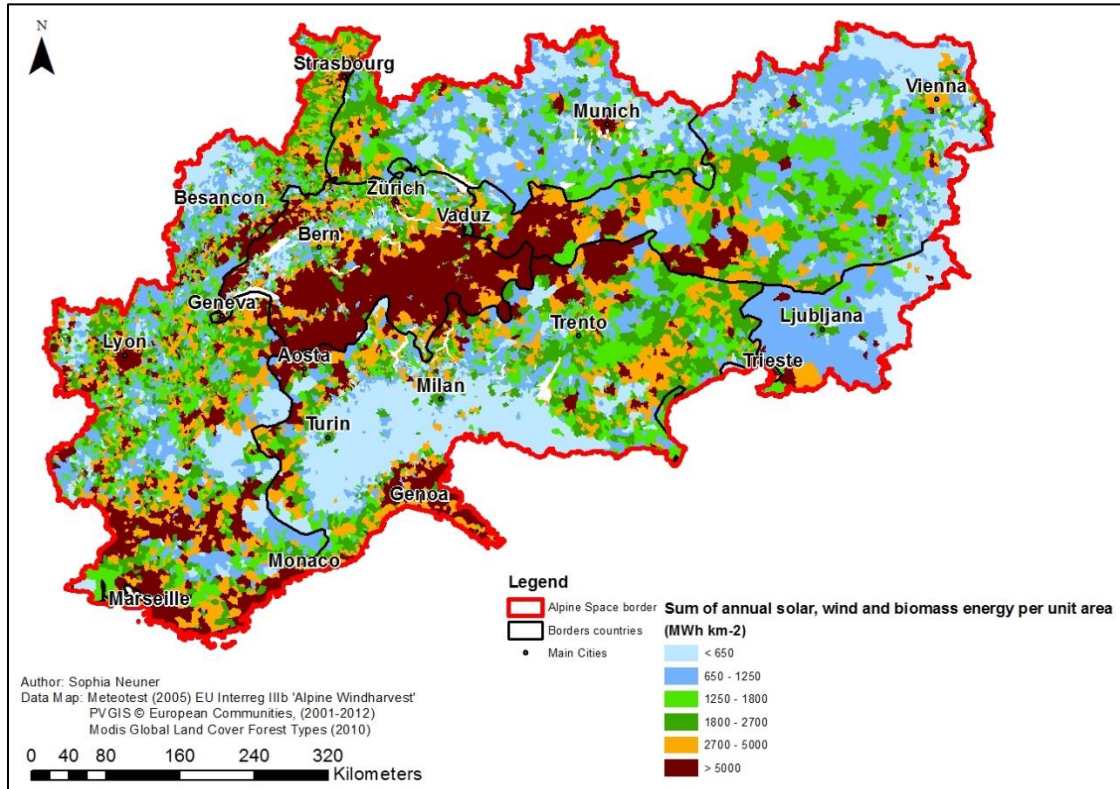 N
Strasbourg
Munich
Vienna
Zürich
Besancon
Vaduz
Bern
Geneva
Ljubljana
Trento
Lyon
Trieste
Aosta
Milan
Turin
Genoa
Monaco
Marseille
Legend
Alpine Space border
Borders countries
Main Cities
Sum of annual solar, wind and biomass energy per unit area
(MWh km-2)
< 650
650 - 1250
1250 - 1800
1800 - 2700
2700 - 5000
> 5000
Author: Sophia Neuner
Data Map: Meteotest (2005) EU Interreg IIIb 'Alpine Windharvest'
PVGIS © European Communities, (2001-2012)
Modis Global Land Cover Forest Types (2010)
0 40 80 160 240 320
Kilometers